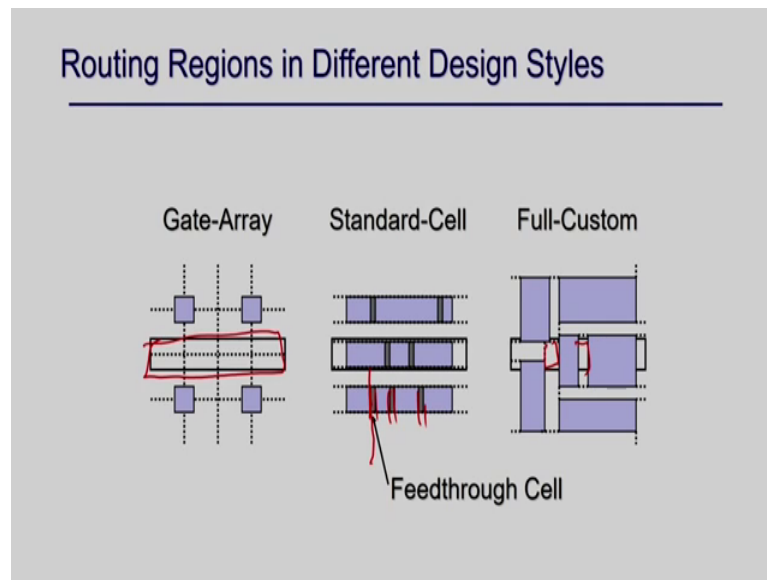 Routing Regions in Different Design Styles
Gate-Array Standard-Cell Full-Custom
Feedthrough Cell